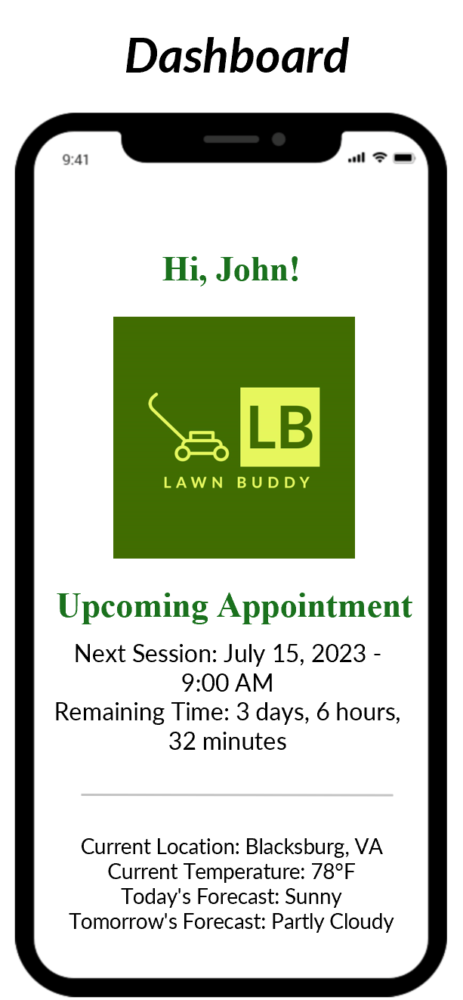 Dashboard
9:41
Hi, John!
LB
LAWN BUDDY
Upcoming Appointment
Next Session: July 15, 2023 -
9:00 AM
Remaining Time: 3 days, 6 hours,
32 minutes
Current Location: Blacksburg, VA
Current Temperature: 78°F
Today's Forecast: Sunny
Tomorrow's Forecast: Partly Cloudy